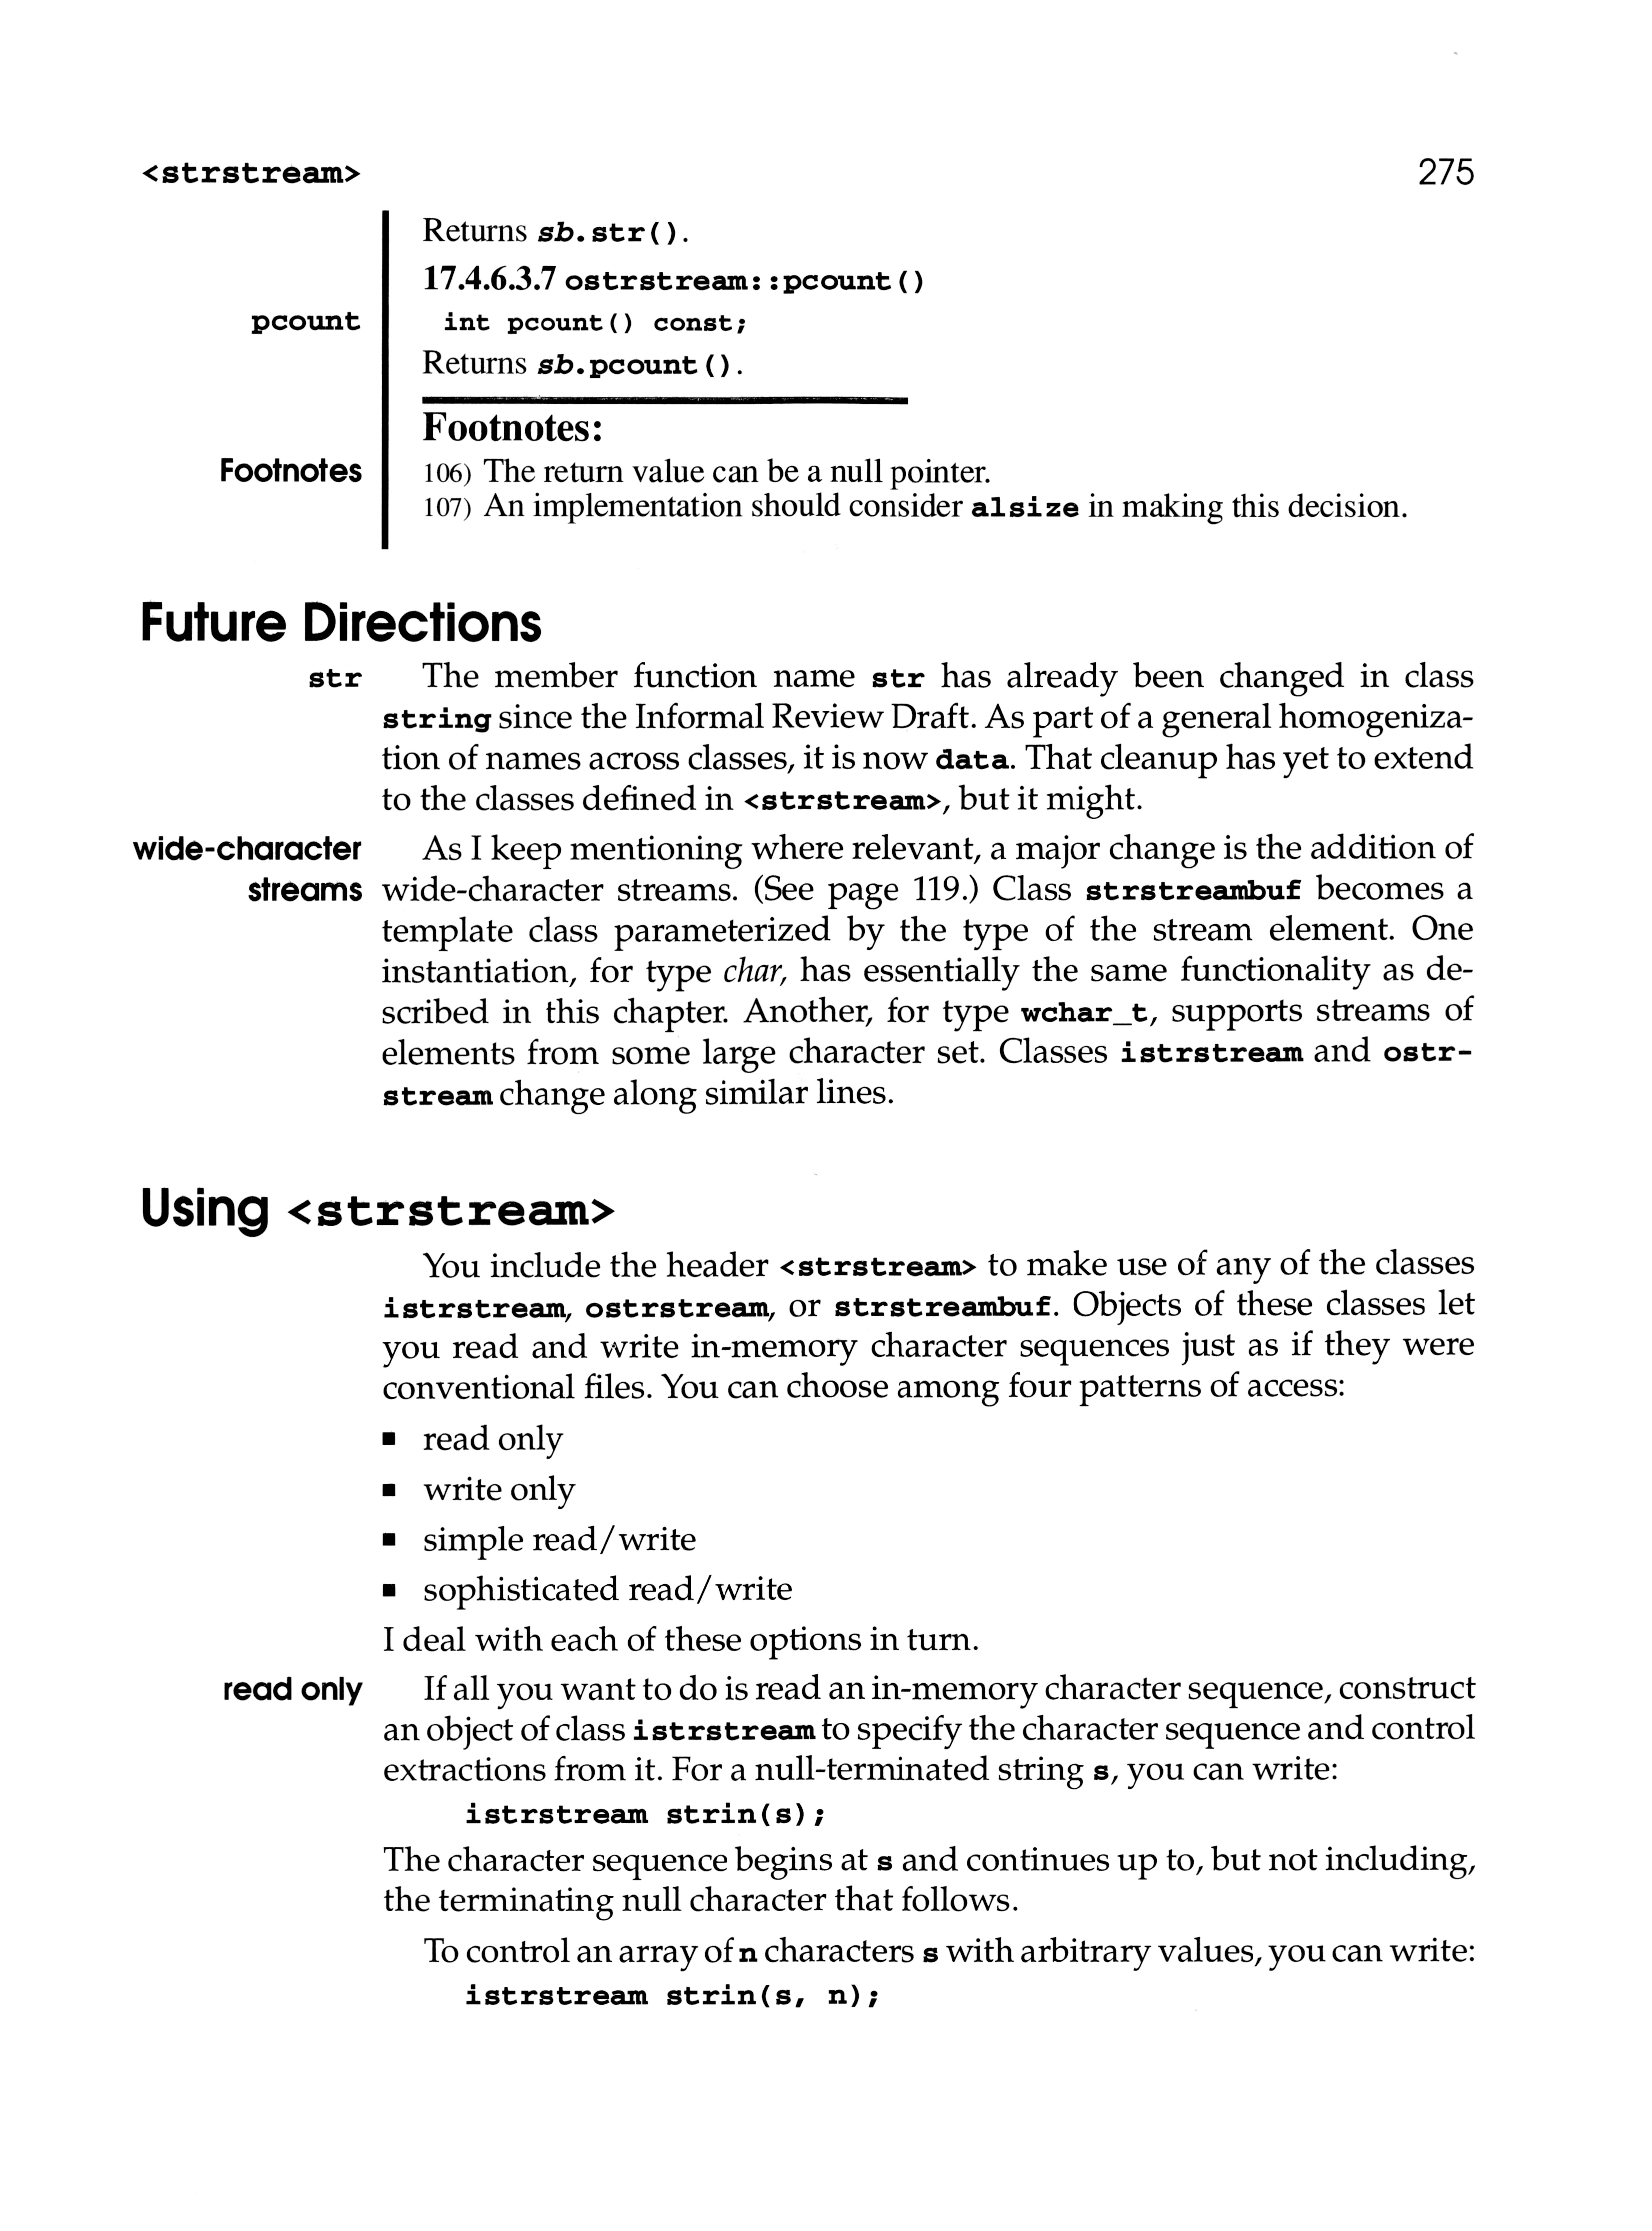 <strstream> 275
Returns sb.str().
17.4.6.3.7 ostrstream::pcount()
pcount int pcount() const;
Returns sb.pcount().
Footnotes:
Footnotes 106) The return value can be a null pointer.
107) An implementation should consider alsize in making this decision.
Future Directions
str The member function name str has already been changed in class
string since the Informal Review Draft. As part of a general homogeniza-
tion of names across classes, it is now data. That cleanup has yet to extend
to the classes defined in <strstream>, but it might.
wide-character As I keep mentioning where relevant, a major change is the addition of
streams wide-character streams. (See page 119.) Class strstreambuf becomes a
template class parameterized by the type of the stream element. One
instantiation, for type char, has essentially the same functionality as de-
scribed in this chapter. Another, for type wchar_t, supports streams of
elements from some large character set. Classes istrstream and ostr-
stream change along similar lines.
Using <strstream>
You include the header <strstream> to make use of any of the classes
istrstream, ostrstream, or strstreambuf. Objects of these classes let
you read and write in-memory character sequences just as if they were
conventional files. You can choose among four patterns of access:
■ read only
■ write only
■ simple read/write
■ sophisticated read/write
I deal with each of these options in turn.
read only If all you want to do is read an in-memory character sequence, construct
an object of class istrstream to specify the character sequence and control
extractions from it. For a null-terminated string s, you can write:
istrstream strin(s);
The character sequence begins at s and continues up to, but not including,
the terminating null character that follows.
To control an array of n characters s with arbitrary values, you can write:
istrstream strin(s, n);